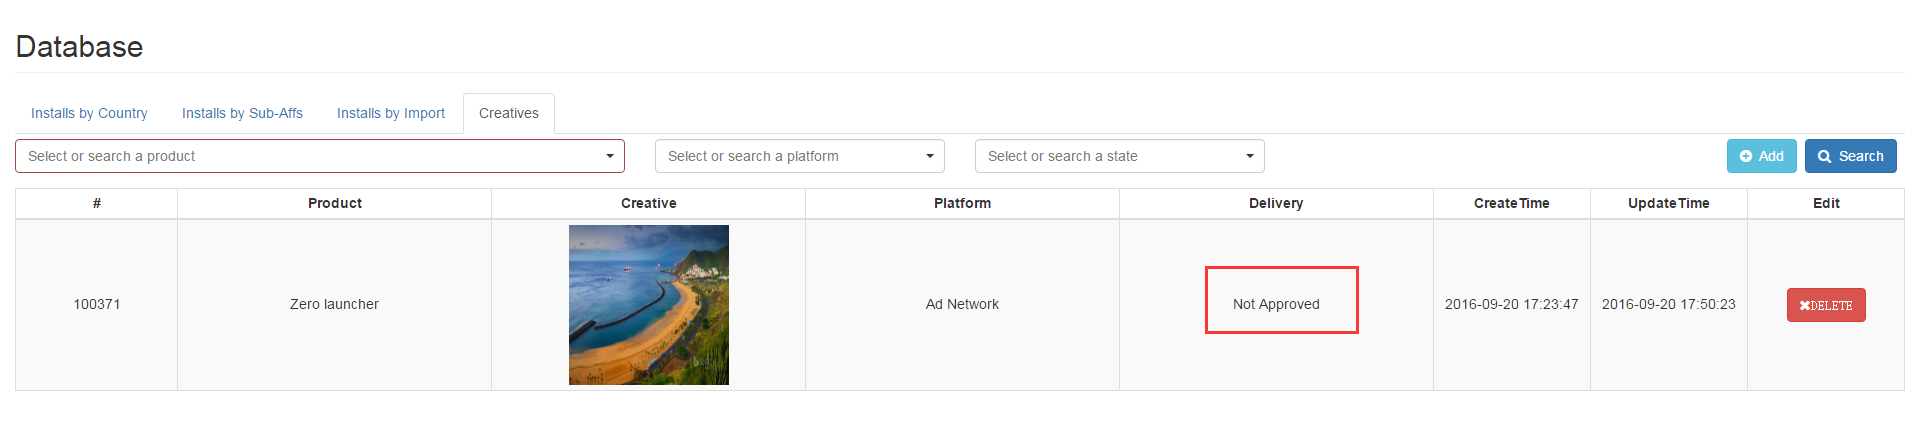 Database
Installs by Country Installs by Sub-Affs Installs by Import Creatives
Select or search a product Select or search a platform Select or search a state Add Search
# Product Creative Platform Delivery CreateTime UpdateTime Edit
100371 Zero launcher Ad Network Not Approved 2016-09-20 17:23:47 2016-09-20 17:50:23 DELETE